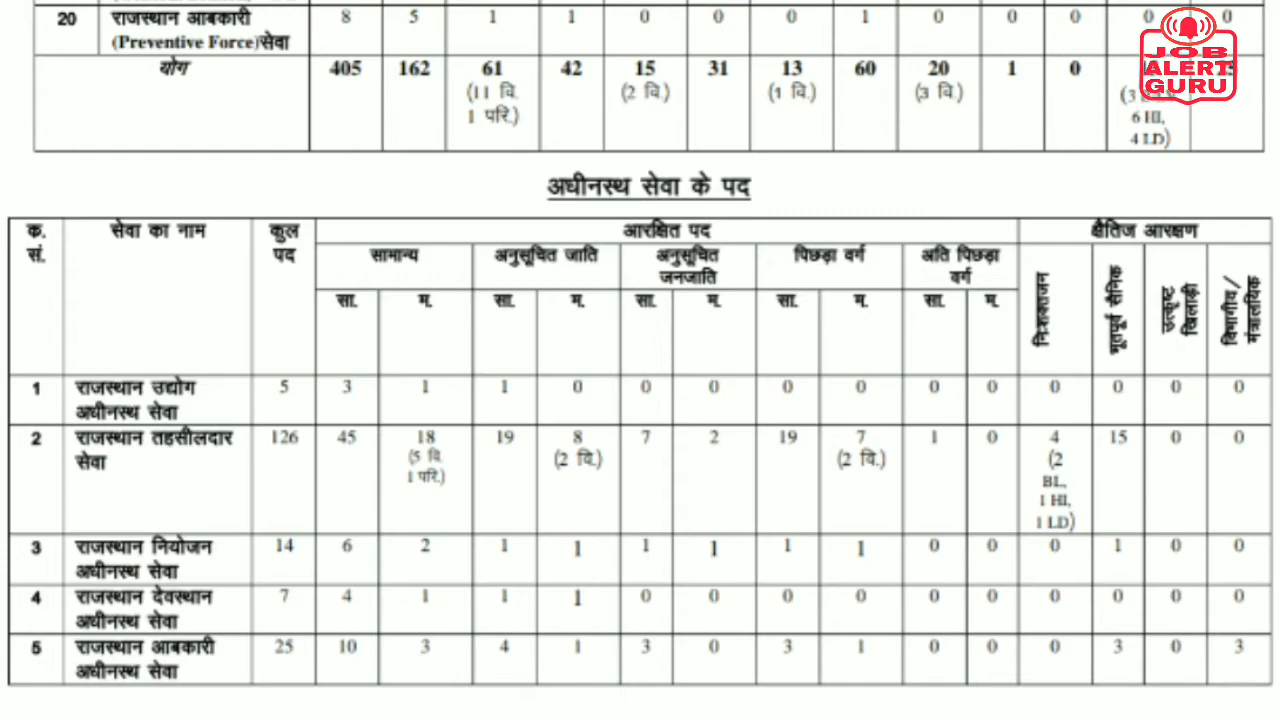 20 राजस्थान आबकारी 8 5 1 1 0 0 0 1 0 0 0 0 0
(Preventive Force)सेवा
योग 405 162 61 42 15 31 13 60 20 1 0
(11 वि. (2 वि.) (1 वि.) (3 वि.)
1 परि.) 6 HI,
4 LD)
JOB
ALERT
GURU
अधीनस्थ सेवा के पद
क. सेवा का नाम कुल आरक्षित पद क्षैतिज आरक्षण
सं. पद सामान्य अनुसूचित जाति अनुसूचित पिछड़ा वर्ग अति पिछड़ा
जनजाति वर्ग
सा. म. सा. म. सा. म. सा. म. सा. म. निःशक्तजन भूतपूर्व सैनिक उत्कृष्ट खिलाड़ी विभागीय/मंत्रालयिक
1 राजस्थान उद्योग 5 3 1 1 0 0 0 0 0 0 0 0 0 0 0
अधीनस्थ सेवा
2 राजस्थान तहसीलदार 126 45 18 19 8 7 2 19 7 1 0 4 15 0 0
सेवा (5 वि. (2 वि.) (2 वि.) (2
1 परि.) BL,
1 HI,
1 LD)
3 राजस्थान नियोजन 14 6 2 1 1 1 1 1 1 0 0 0 1 0 0
अधीनस्थ सेवा
4 राजस्थान देवस्थान 7 4 1 1 1 0 0 0 0 0 0 0 0 0 0
अधीनस्थ सेवा
5 राजस्थान आबकारी 25 10 3 4 1 3 0 3 1 0 0 0 3 0 3
अधीनस्थ सेवा